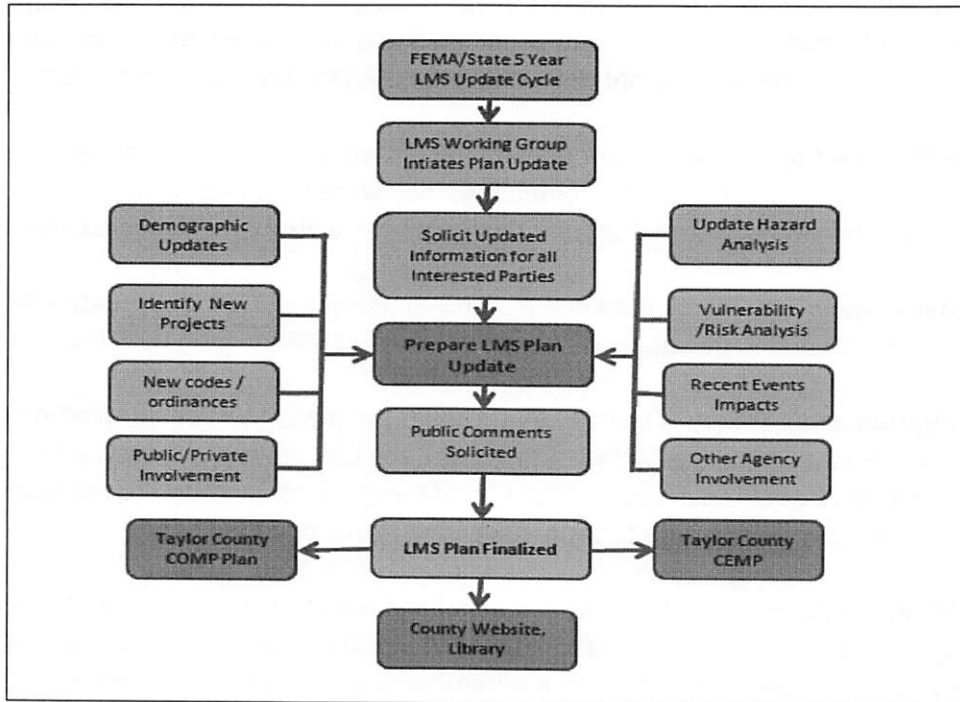 FEMA/State 5 Year
LMS Update Cycle
LMS Working Group
Intiates Plan Update
Solicit Updated
Information for all
Interested Parties
Prepare LMS Plan
Update
Public Comments
Solicited
LMS Plan Finalized
County Website,
Library
Demographic
Updates
Identify New
Projects
New codes /
ordinances
Public/Private
Involvement
Update Hazard
Analysis
Vulnerability
/Risk Analysis
Recent Events
Impacts
Other Agency
Involvement
Taylor County
COMP Plan
Taylor County
CEMP